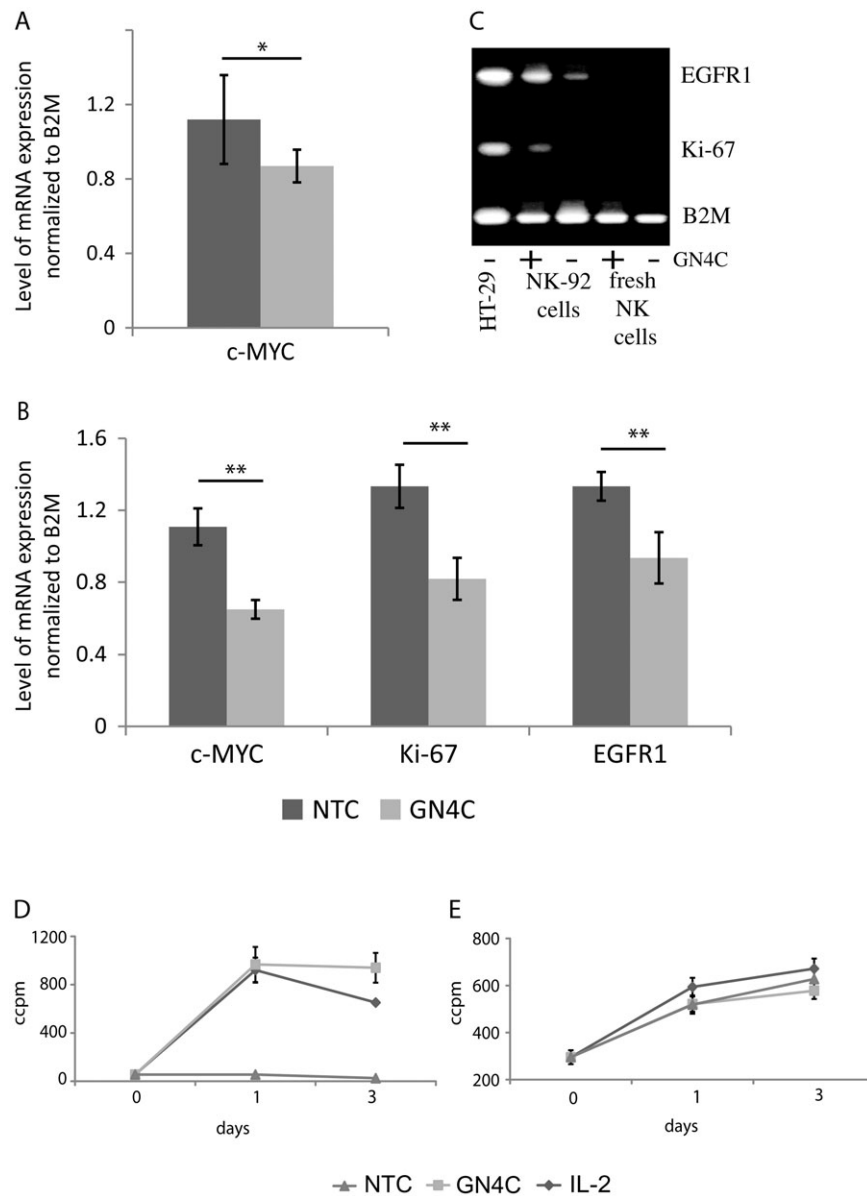 A
Level of mRNA expression
normalized to B2M
1.2
0.8
0.4
0
*
c-MYC
C
EGFR1
Ki-67
B2M
- + - + - GN4C
HT-29
NK-92
cells
fresh
NK
cells
B
Level of mRNA expression
normalized to B2M
1.6
1.2
0.8
0.4
0
**
**
**
c-MYC Ki-67 EGFR1
NTC GN4C
D
ccpm
1200
800
400
0
0 1 3
days
E
ccpm
800
600
400
200
0 1 3
days
NTC GN4C IL-2